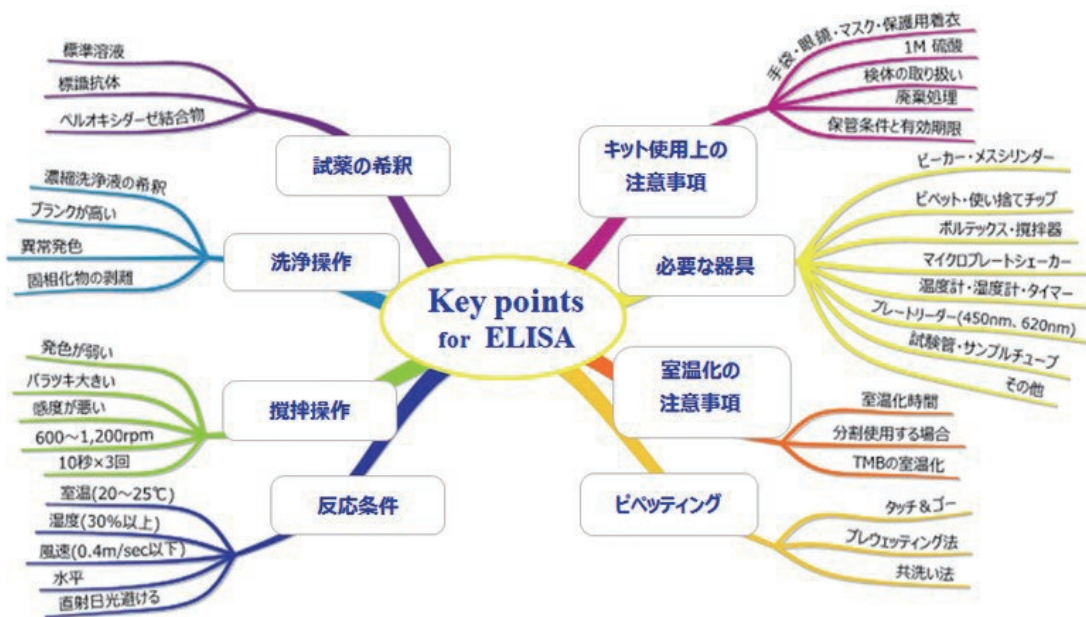 Key points
for ELISA
キット使用上の
注意事項
手袋・眼鏡・マスク・保護用着衣
1M 硫酸
検体の取り扱い
廃棄処理
保管条件と有効期限
必要な器具
ビーカー・メスシリンダー
ピペット・使い捨てチップ
ボルテックス・撹拌器
マイクロプレートシェーカー
温度計・湿度計・タイマー
プレートリーダー(450nm、620nm)
試験管・サンプルチューブ
その他
室温化の
注意事項
室温化時間
分割使用する場合
TMBの室温化
ピペッティング
タッチ＆ゴー
プレウェッティング法
共洗い法
反応条件
室温(20～25℃)
湿度(30%以上)
風速(0.4m/sec以下)
水平
直射日光避ける
撹拌操作
発色が弱い
バラツキ大きい
感度が悪い
600～1,200rpm
10秒×3回
洗浄操作
濃縮洗浄液の希釈
ブランクが高い
異常発色
固相化物の剥離
試薬の希釈
標準溶液
標識抗体
ペルオキシダーゼ結合物